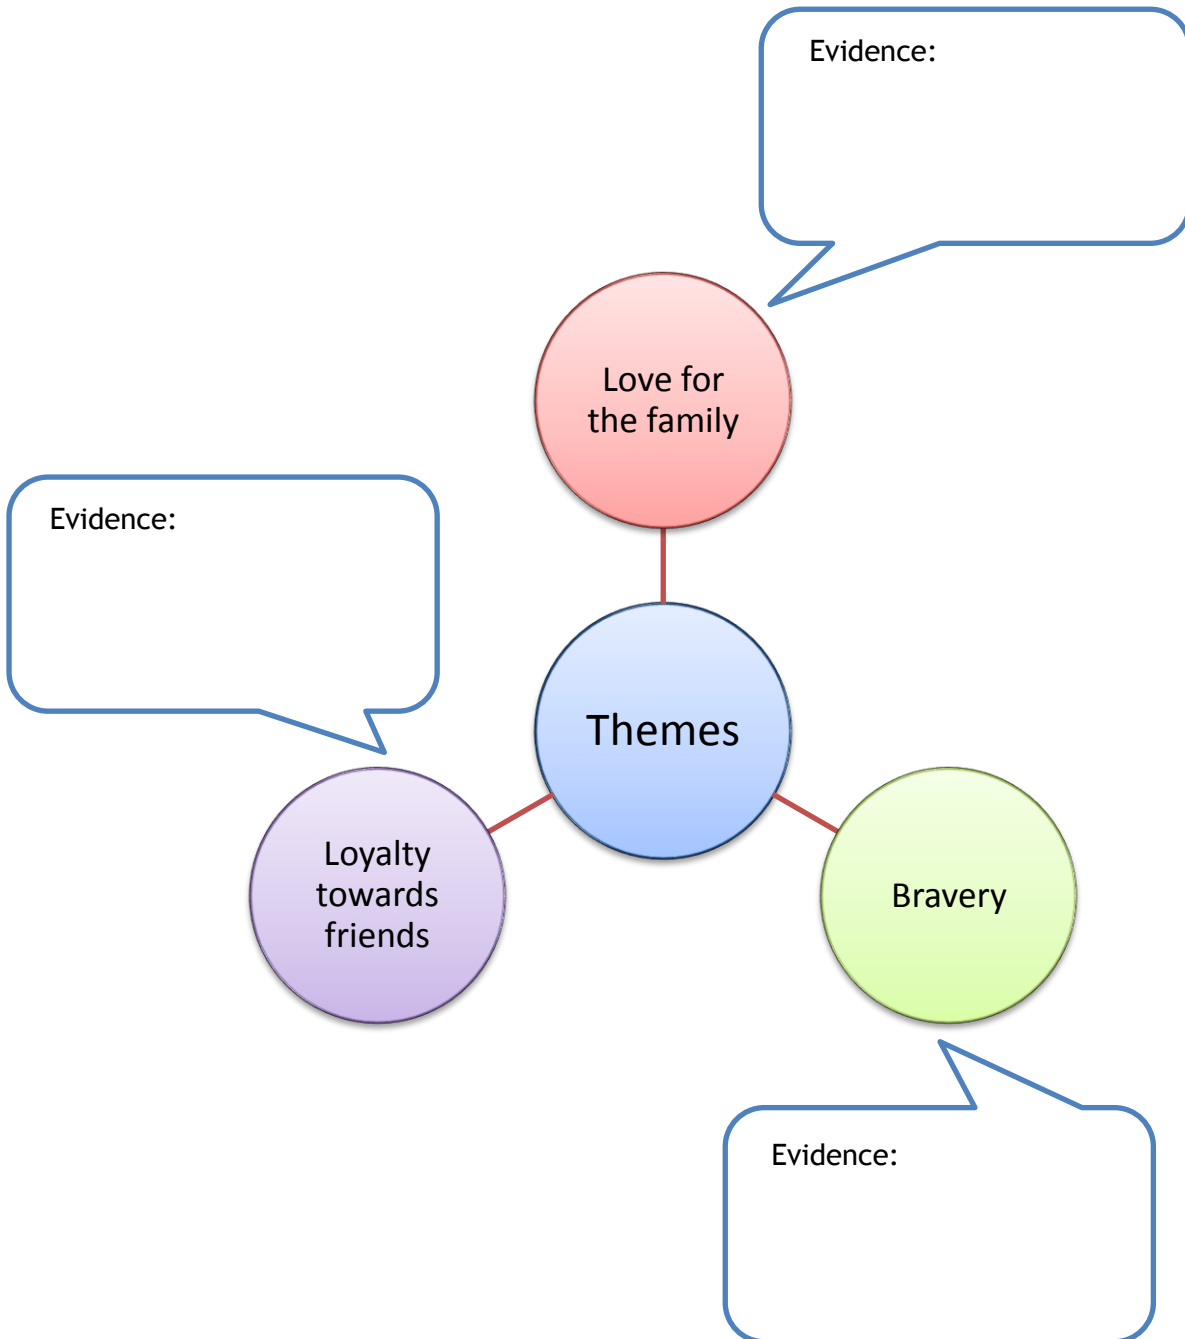 Evidence:
Love for
the family
Evidence:
Themes
Loyalty
towards
friends
Bravery
Evidence: